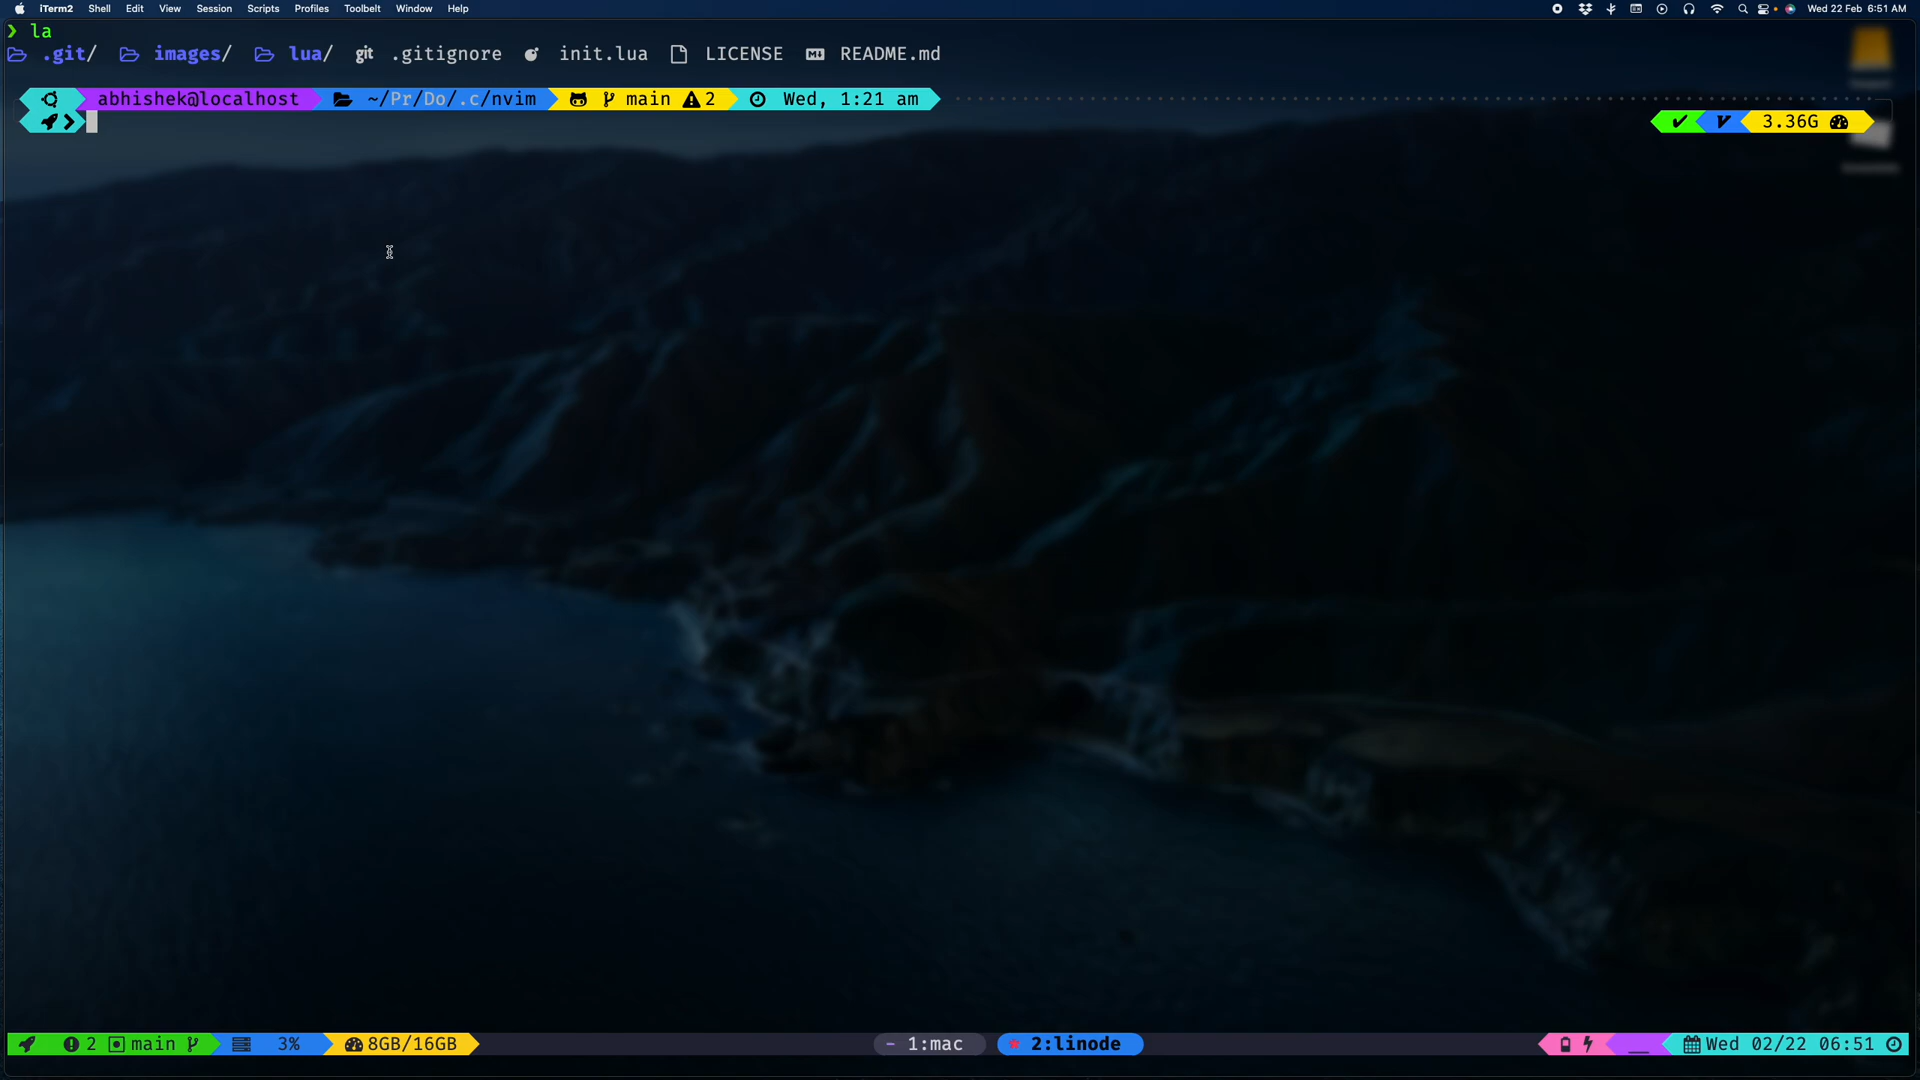 iTerm2 Shell Edit View Session Scripts Profiles Toolbelt Window Help Wed 22 Feb 6:51 AM
❯ la
.git/ images/ lua/ git .gitignore init.lua LICENSE README.md
abhishek@localhost ~/Pr/Do/.c/nvim main 2 Wed, 1:21 am
3.36G
2 main 3% 8GB/16GB - 1:mac * 2:linode Wed 02/22 06:51